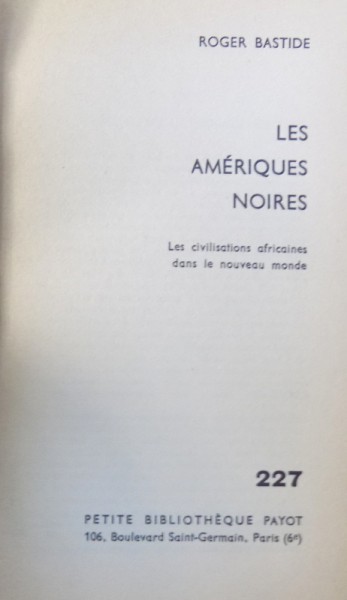 ROGER BASTIDE
LES
AMÉRIQUES
NOIRES
Les civilisations africaines
dans le nouveau monde
227
PETITE BIBLIOTHÈQUE PAYOT
106, Boulevard Saint-Germain, Paris (6ᵉ)